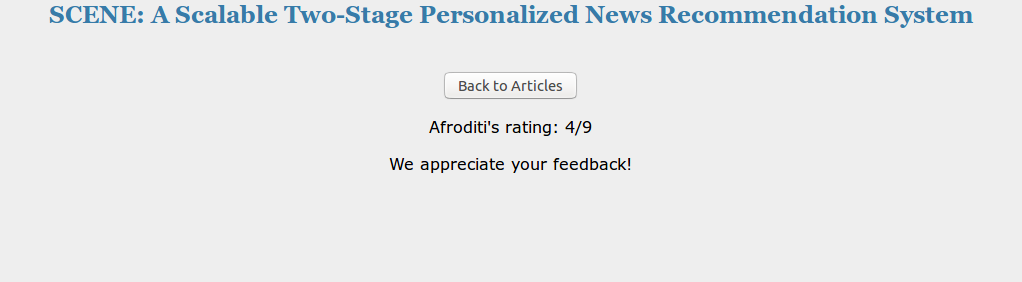 SCENE: A Scalable Two-Stage Personalized News Recommendation System
Back to Articles
Afroditi's rating: 4/9
We appreciate your feedback!